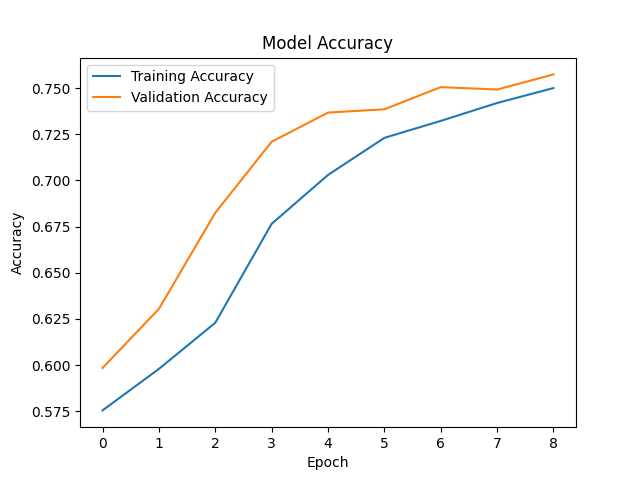 Model Accuracy
Training Accuracy
Validation Accuracy
0.750
0.725
0.700
0.675
0.650
0.625
0.600
0.575
Accuracy
0 1 2 3 4 5 6 7 8
Epoch